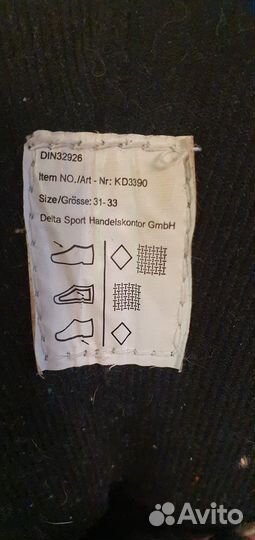 DIN32926
Item NO./Art - Nr: KD3390
Size/Grösse: 31- 33
Delta Sport Handelskontor GmbH
Avito